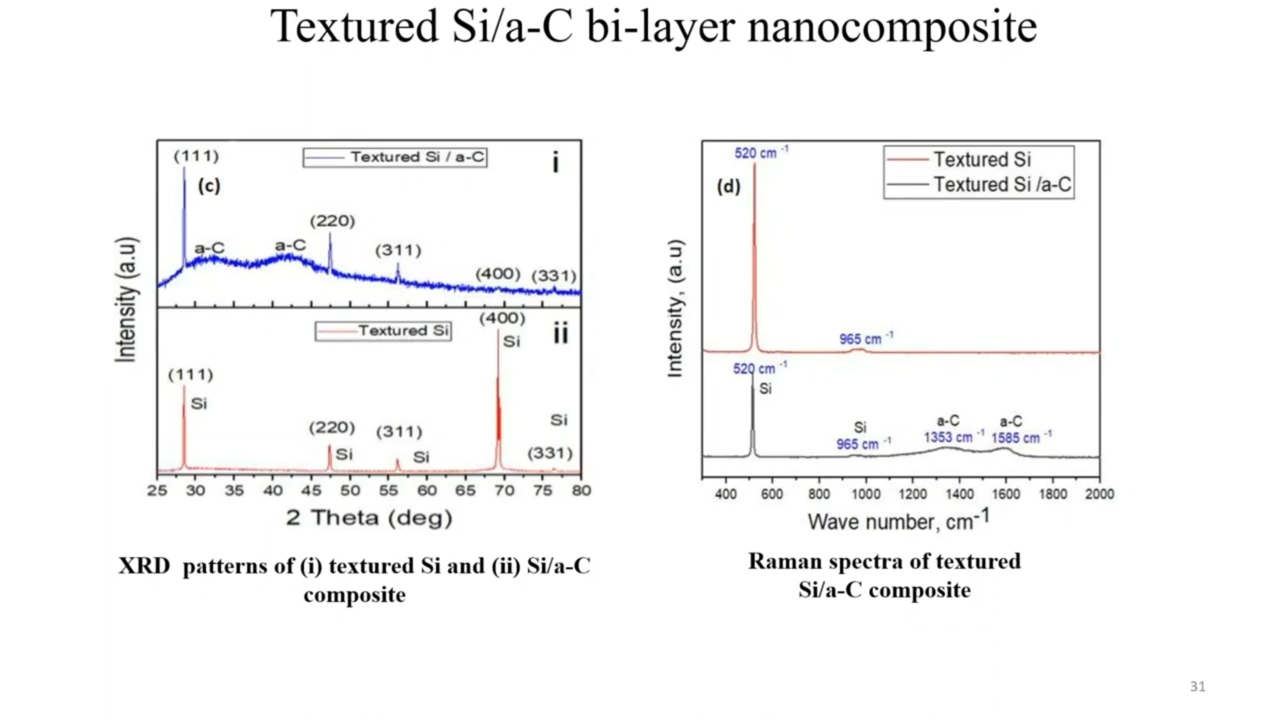 Textured Si/a-C bi-layer nanocomposite
(111)
Textured Si / a-C
i
(c)
(220)
a-C
a-C
(311)
(400)
(331)
Intensity (a.u)
(400)
Textured Si
ii
Si
(111)
Si
Si
(220)
(311)
Si
Si
(331)
25 30 35 40 45 50 55 60 65 70 75 80
2 Theta (deg)
XRD patterns of (i) textured Si and (ii) Si/a-C
composite
520 cm -1
Textured Si
(d)
Textured Si /a-C
Intensity, (a.u)
965 cm -1
520 cm -1
Si
Si
a-C
a-C
965 cm -1
1353 cm -1
1585 cm -1
400 600 800 1000 1200 1400 1600 1800 2000
Wave number, cm-1
Raman spectra of textured
Si/a-C composite
31